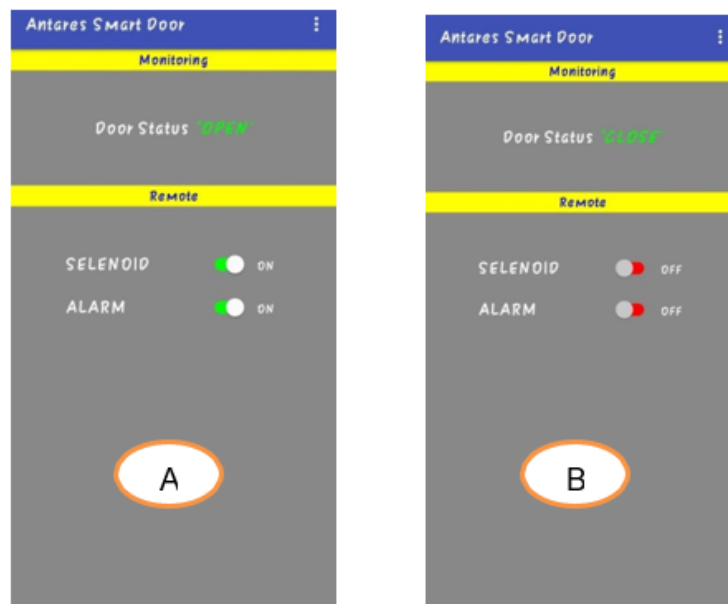 Antares Smart Door
Monitoring
Door Status "OPEN"
Remote
SELENOID ON
ALARM ON
A
Antares Smart Door
Monitoring
Door Status "CLOSE"
Remote
SELENOID OFF
ALARM OFF
B